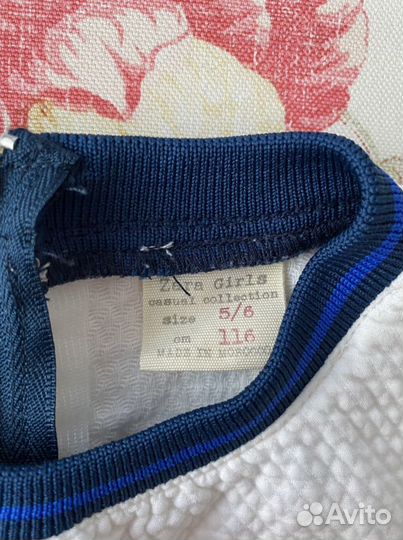 Zara Girls
casual collection
size 5/6
cm 116
MADE IN MOROCCO
Avito